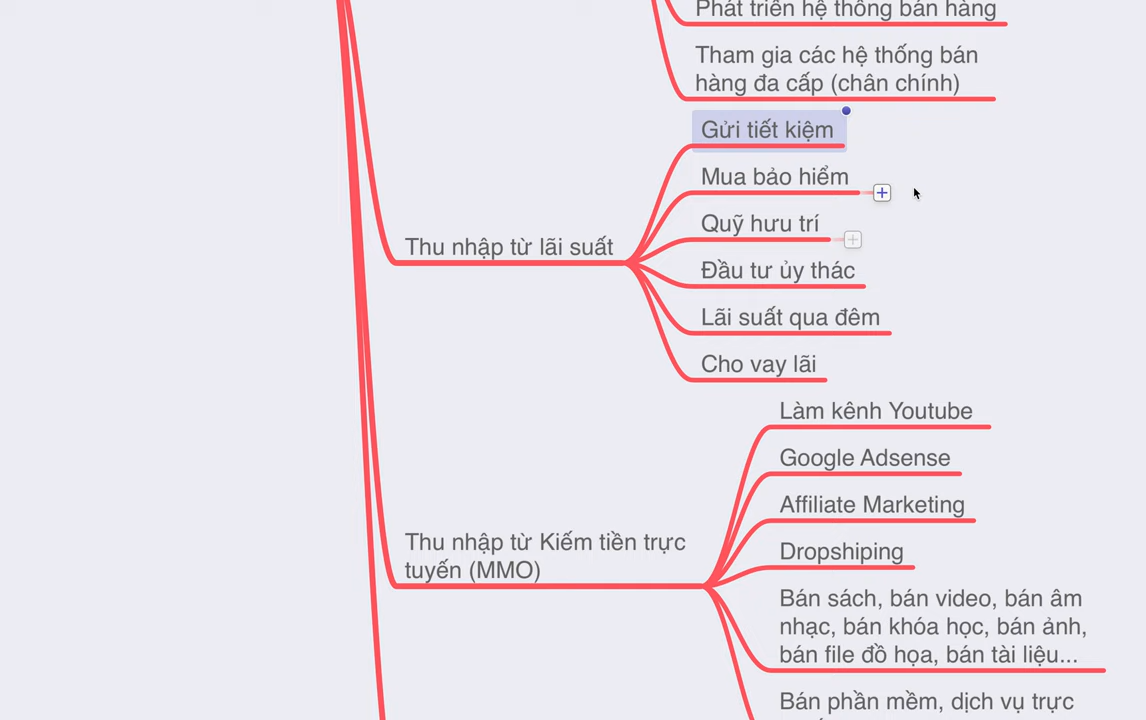 Phát triển hệ thống bán hàng
Tham gia các hệ thống bán
hàng đa cấp (chân chính)
Gửi tiết kiệm
Mua bảo hiểm
Quỹ hưu trí
Thu nhập từ lãi suất
Đầu tư ủy thác
Lãi suất qua đêm
Cho vay lãi
Làm kênh Youtube
Google Adsense
Affiliate Marketing
Thu nhập từ Kiếm tiền trực
tuyến (MMO)
Dropshiping
Bán sách, bán video, bán âm
nhạc, bán khóa học, bán ảnh,
bán file đồ họa, bán tài liệu...
Bán phần mềm, dịch vụ trực